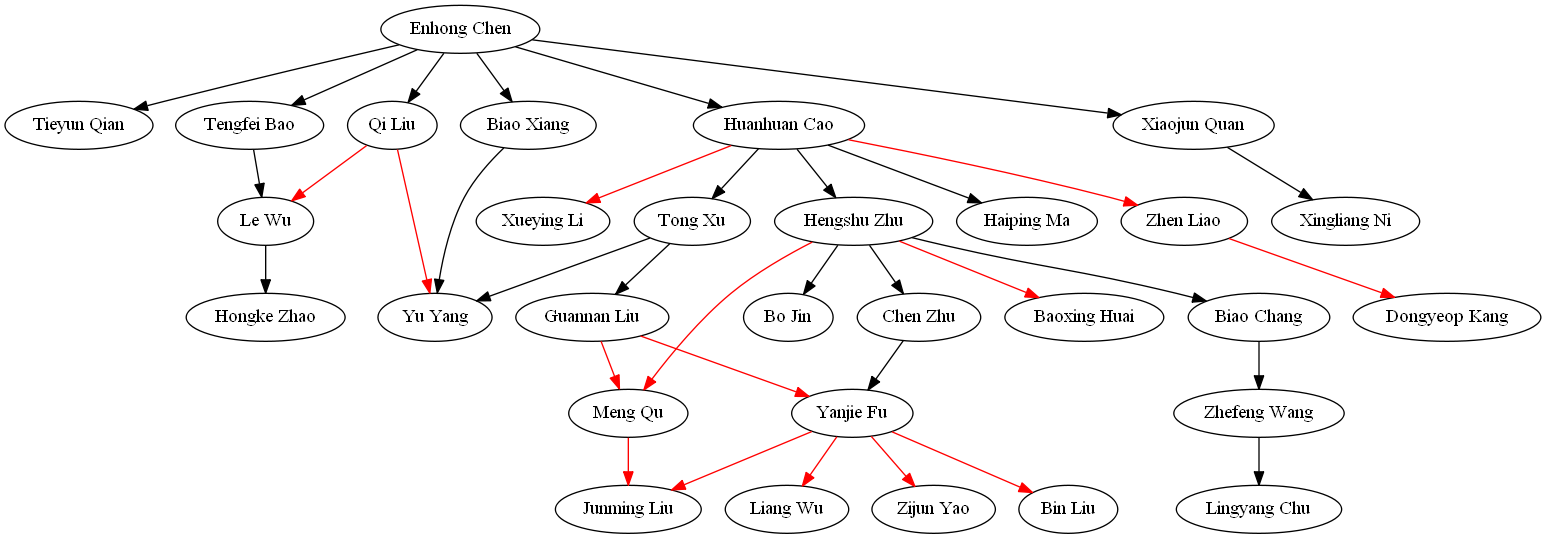 Enhong Chen
Tieyun Qian
Tengfei Bao
Qi Liu
Biao Xiang
Huanhuan Cao
Xiaojun Quan
Le Wu
Xueying Li
Tong Xu
Hengshu Zhu
Haiping Ma
Zhen Liao
Xingliang Ni
Hongke Zhao
Yu Yang
Guannan Liu
Bo Jin
Chen Zhu
Baoxing Huai
Biao Chang
Dongyeop Kang
Meng Qu
Yanjie Fu
Zhefeng Wang
Junming Liu
Liang Wu
Zijun Yao
Bin Liu
Lingyang Chu